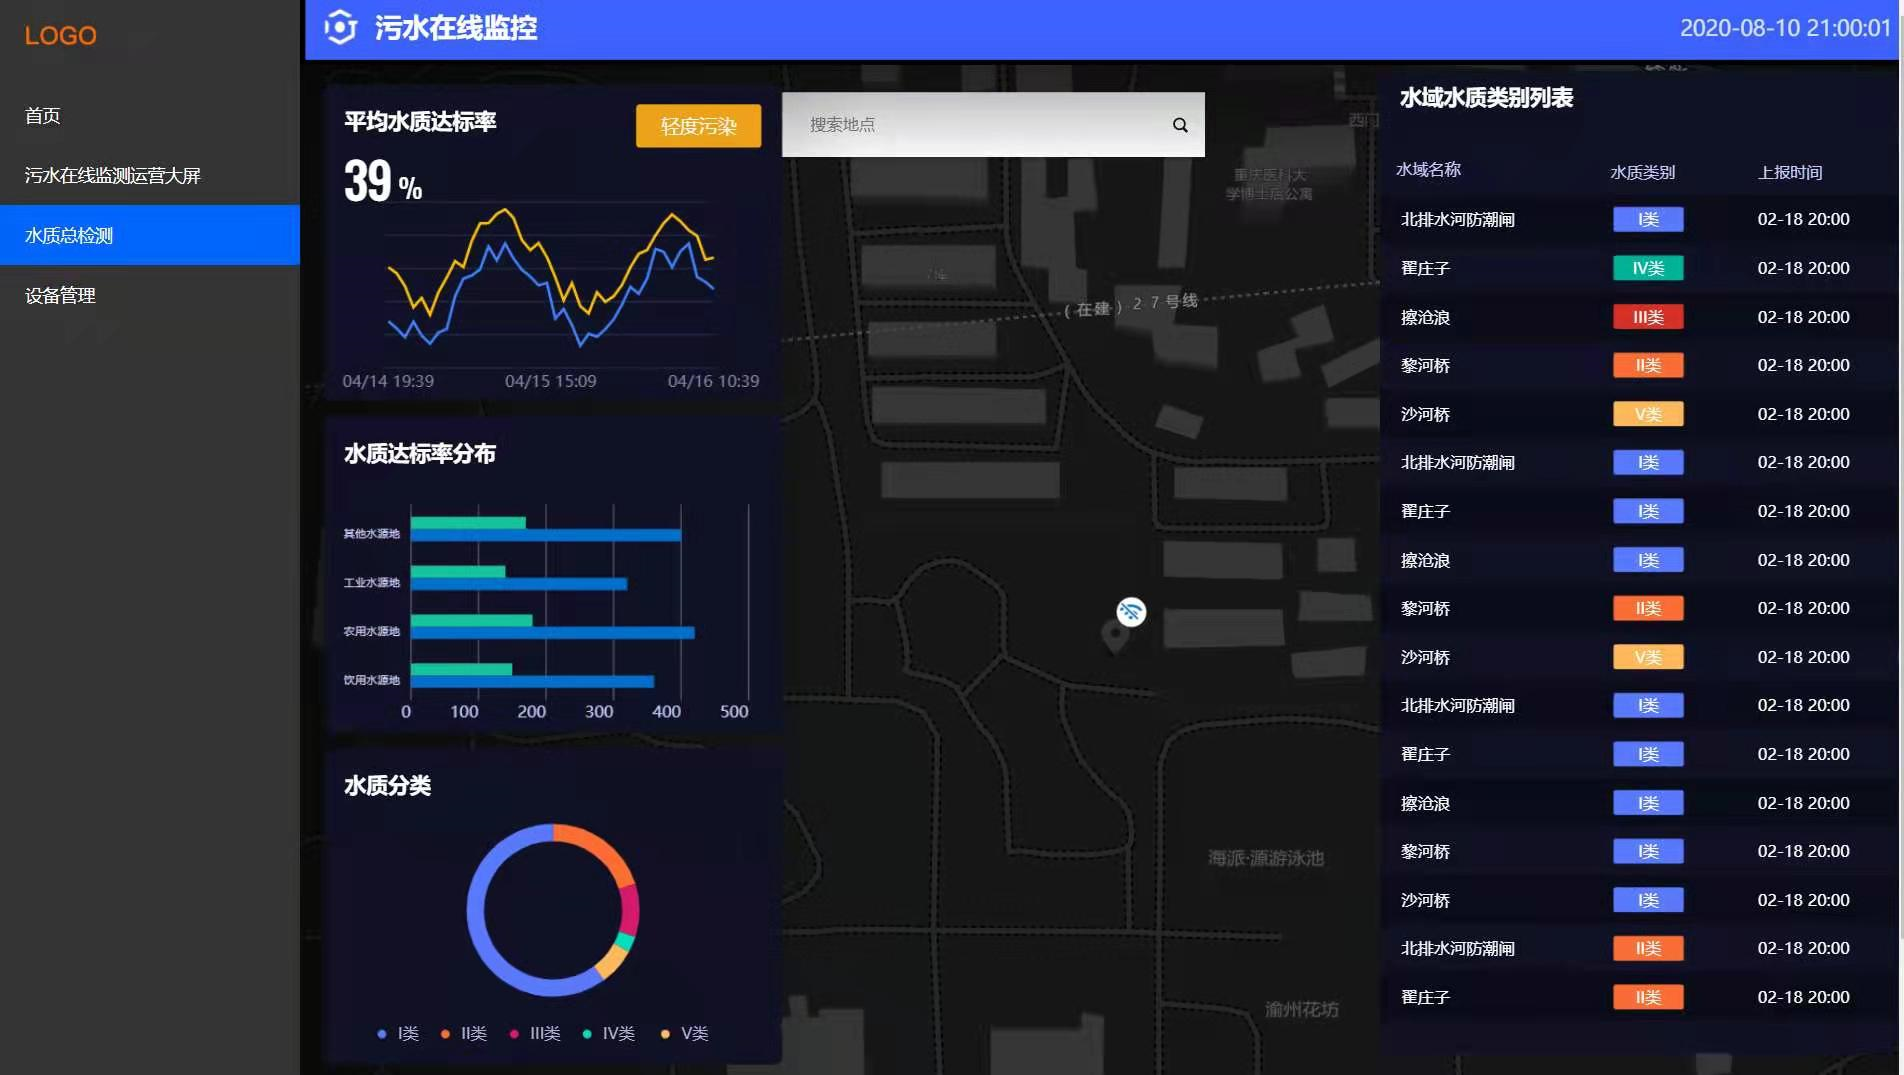 LOGO
首页
污水在线监测运营大屏
水质总检测
设备管理
污水在线监控
2020-08-10 21:00:01
平均水质达标率
轻度污染
39 %
04/14 19:39 04/15 15:09 04/16 10:39
水质达标率分布
其他水源地
工业水源地
农用水源地
饮用水源地
0 100 200 300 400 500
水质分类
I类 II类 III类 IV类 V类
搜索地点
西门
重庆医科大
学博士后公寓
(在建)27号线
海派·源游泳池
渝州花坊
水域水质类别列表
水域名称 水质类别 上报时间
北排水河防潮闸 I类 02-18 20:00
翟庄子 IV类 02-18 20:00
擦沧浪 III类 02-18 20:00
黎河桥 II类 02-18 20:00
沙河桥 V类 02-18 20:00
北排水河防潮闸 I类 02-18 20:00
翟庄子 I类 02-18 20:00
擦沧浪 I类 02-18 20:00
黎河桥 II类 02-18 20:00
沙河桥 V类 02-18 20:00
北排水河防潮闸 I类 02-18 20:00
翟庄子 I类 02-18 20:00
擦沧浪 I类 02-18 20:00
黎河桥 I类 02-18 20:00
沙河桥 I类 02-18 20:00
北排水河防潮闸 II类 02-18 20:00
翟庄子 II类 02-18 20:00